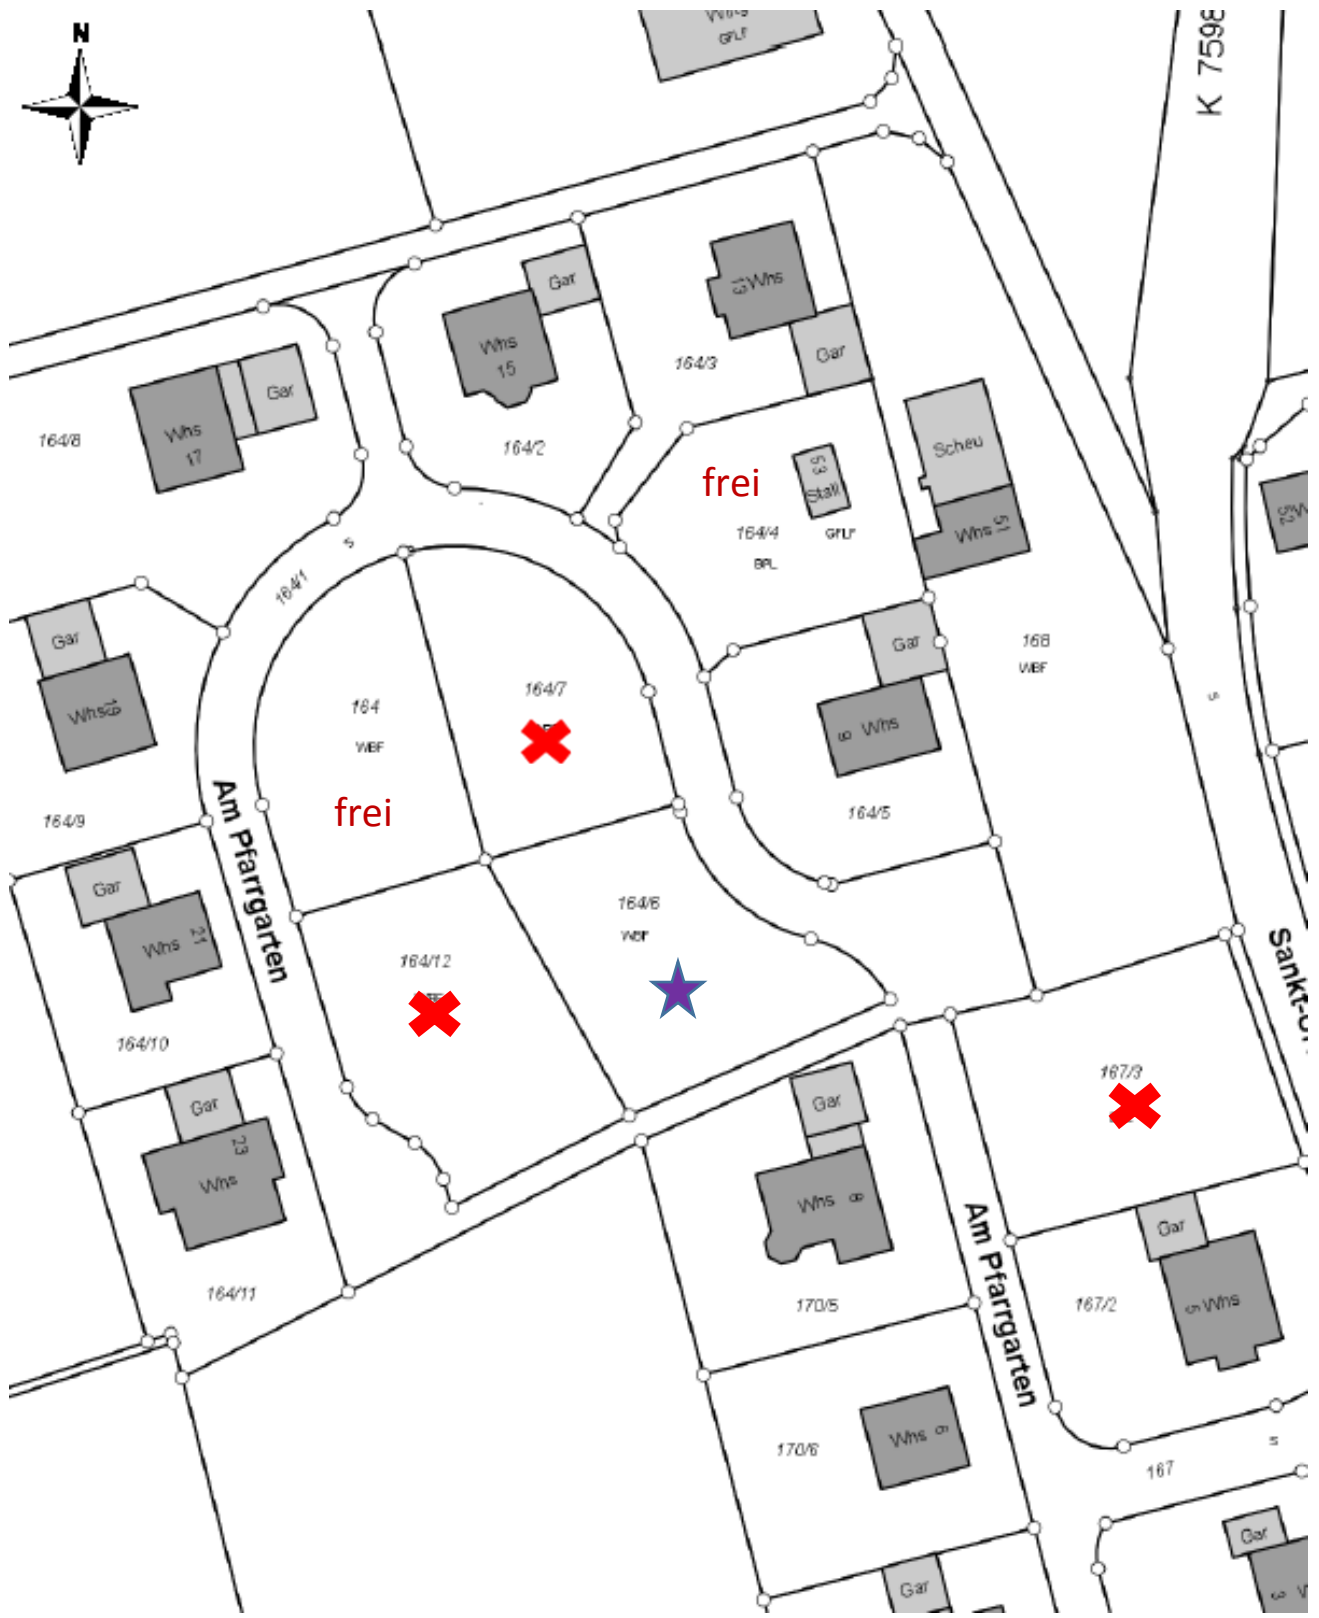 N
GFLF
K 7598
Gar
Whs
15
13
Whs
Gar
164/3
Gar
Whs
17
164/8
164/2
Scheu
frei
53
Stall
164/4
GFLF
BPL
Whs
51
52
s
164/1
Gar
Whs
19
164/9
164
WBF
frei
164/7
Gar
8
Whs
164/5
168
WBF
s
Am Pfarrgarten
Gar
Whs
21
164/10
164/12
164/6
WBF
Gar
23
Whs
164/11
Gar
Whs
8
170/5
167/3
Am Pfarrgarten
Gar
5
Whs
167/2
Whs
6
170/6
167
s
Gar
Gar
3